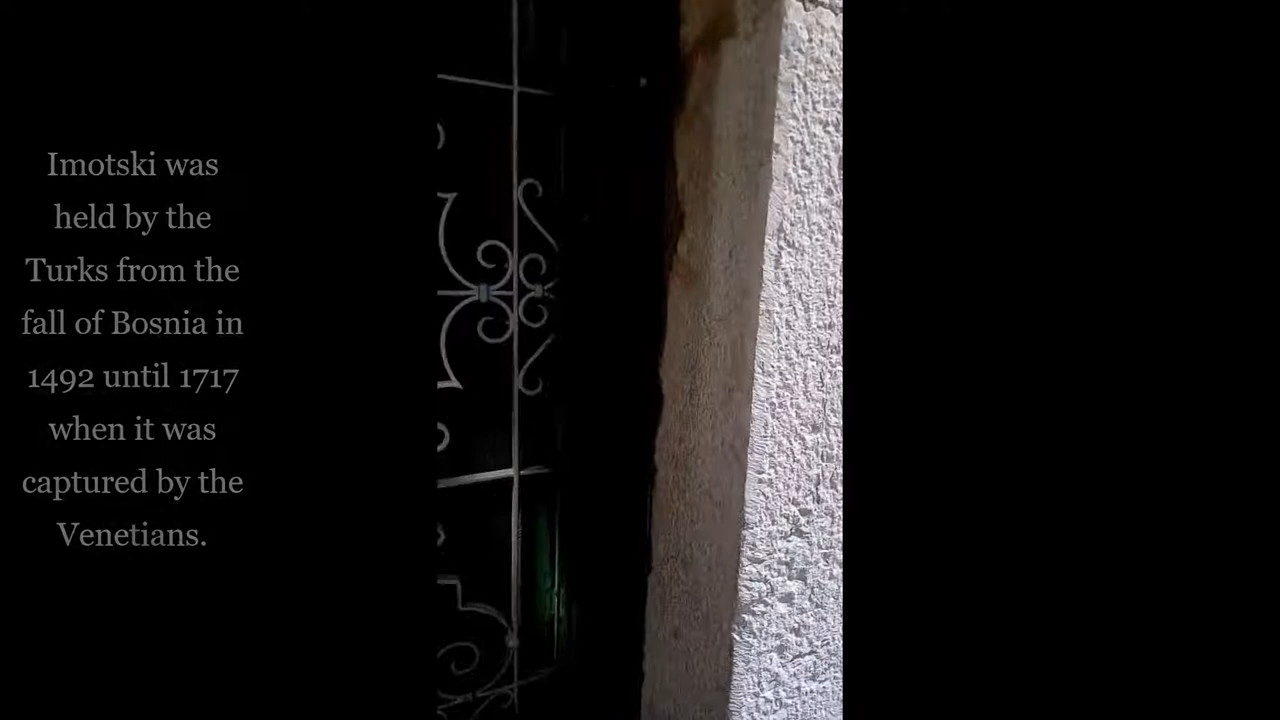 Imotski was
held by the
Turks from the
fall of Bosnia in
1492 until 1717
when it was
captured by the
Venetians.